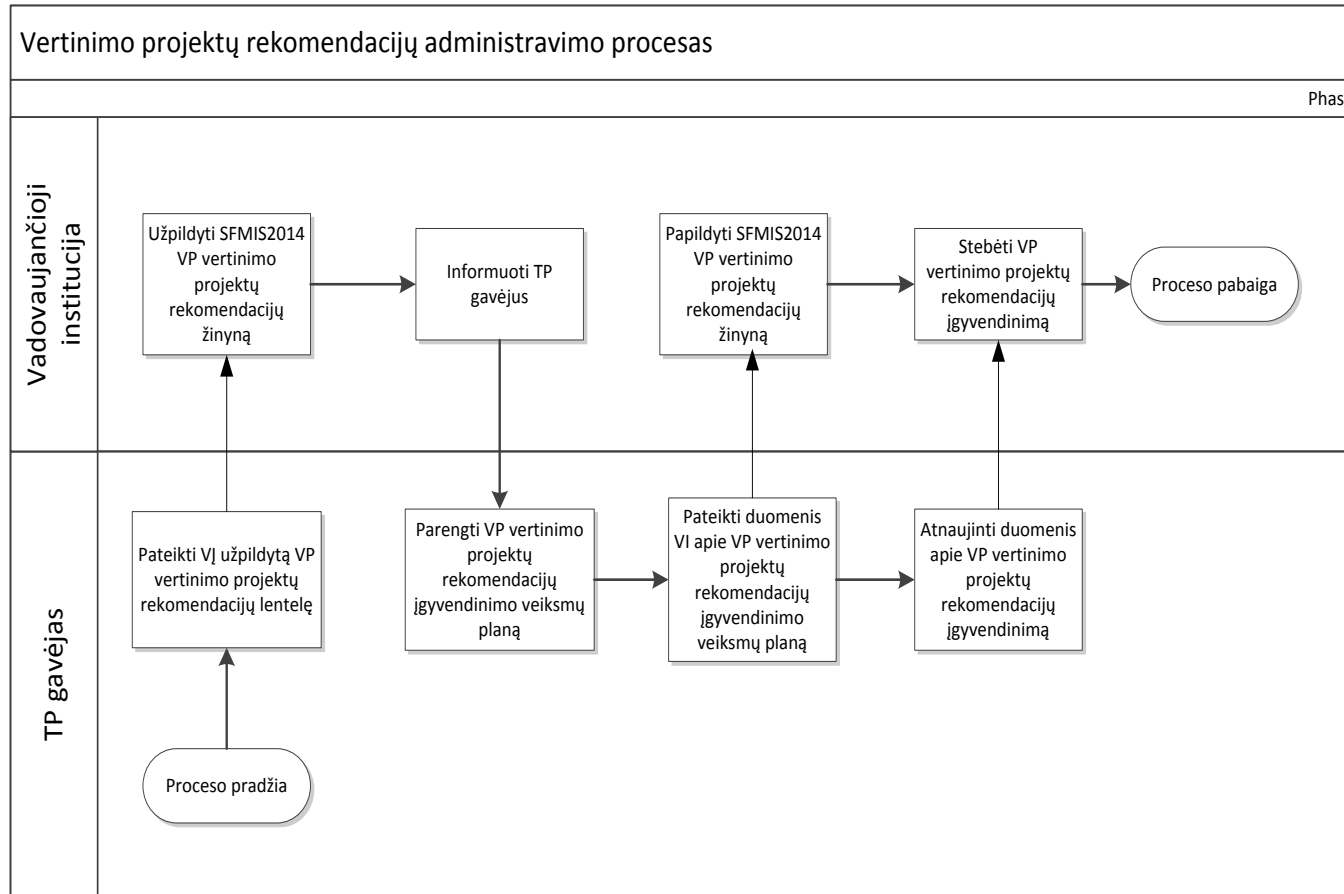 Vertinimo projektų rekomendacijų administravimo procesas
Phas
Vadovaujančioji
institucija
Užpildyti SFMIS2014
VP vertinimo
projektų
rekomendacijų
žinyną
Informuoti TP
gavėjus
Papildyti SFMIS2014
VP vertinimo
projektų
rekomendacijų
žinyną
Stebėti VP
vertinimo projektų
rekomendacijų
įgyvendinimą
Proceso pabaiga
TP gavėjas
Pateikti VĮ užpildytą VP
vertinimo projektų
rekomendacijų lentelę
Parengti VP vertinimo
projektų
rekomendacijų
įgyvendinimo veiksmų
planą
Pateikti duomenis
VI apie VP vertinimo
projektų
rekomendacijų
įgyvendinimo
veiksmų planą
Atnaujinti duomenis
apie VP vertinimo
projektų
rekomendacijų
įgyvendinimą
Proceso pradžia